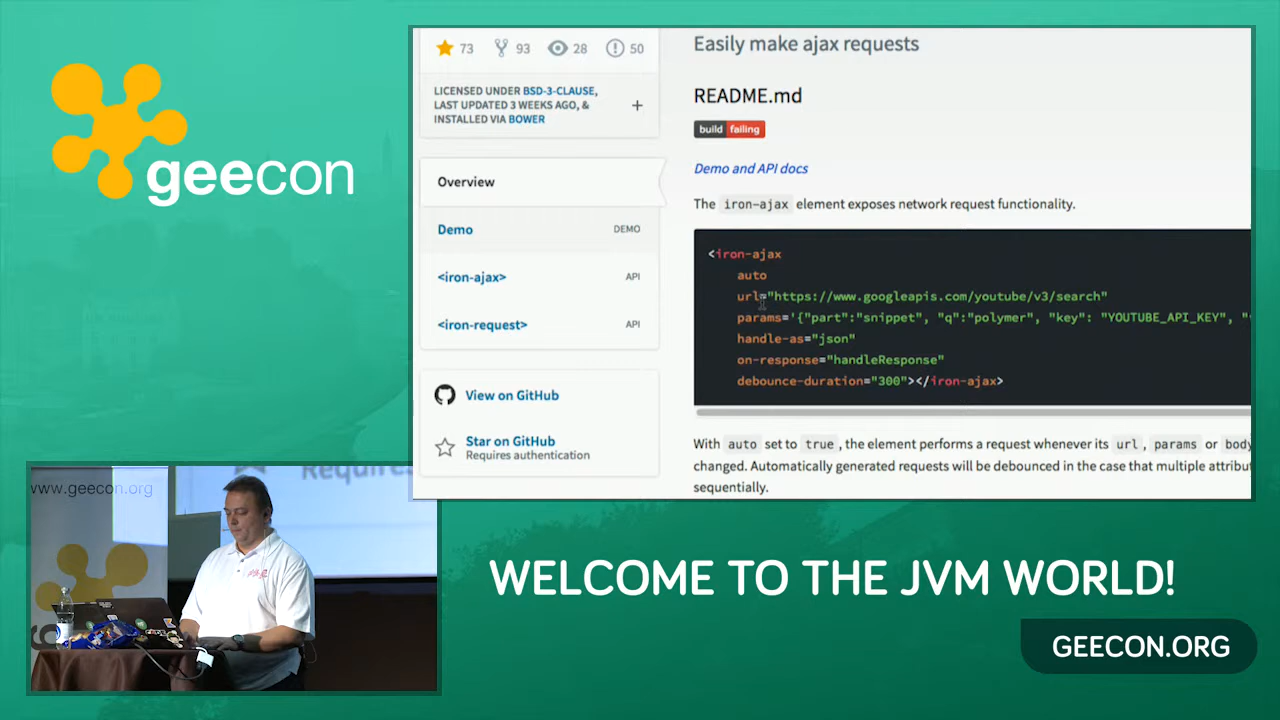 geecon
73 93 28 50
LICENSED UNDER BSD-3-CLAUSE,
LAST UPDATED 3 WEEKS AGO, &
INSTALLED VIA BOWER
+
Overview
Demo DEMO
<iron-ajax> API
<iron-request> API
View on GitHub
Star on GitHub
Requires authentication
Easily make ajax requests
README.md
build failing
Demo and API docs
The iron-ajax element exposes network request functionality.
<iron-ajax
auto
url="https://www.googleapis.com/youtube/v3/search"
params='{"part":"snippet", "q":"polymer", "key": "YOUTUBE_API_KEY",
handle-as="json"
on-response="handleResponse"
debounce-duration="300"></iron-ajax>
With auto set to true, the element performs a request whenever its url, params or body
changed. Automatically generated requests will be debounced in the case that multiple attribut
sequentially.
www.geecon.org
Require
WELCOME TO THE JVM WORLD!
GEECON.ORG